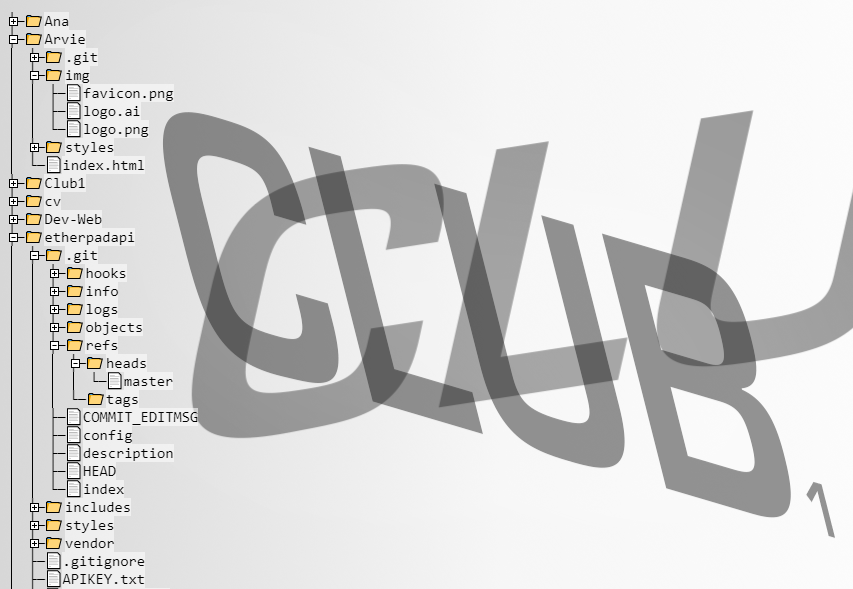 Ana
Arvie
.git
img
favicon.png
logo.ai
logo.png
styles
index.html
Club1
cv
Dev-Web
etherpadapi
.git
hooks
info
logs
objects
refs
heads
master
tags
COMMIT_EDITMSG
config
description
HEAD
index
includes
styles
vendor
.gitignore
APIKEY.txt
CLUB
1